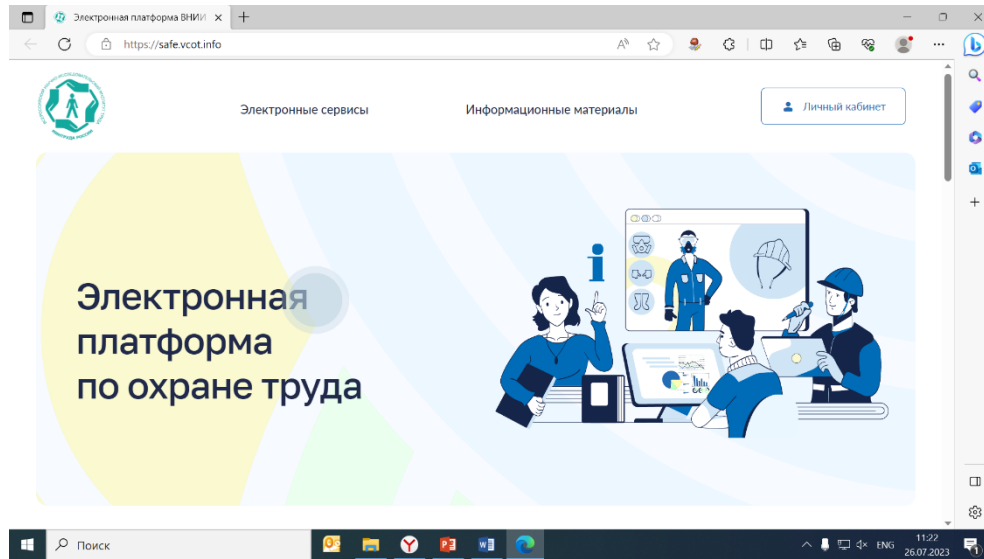 Электронная платформа ВНИИ
https://safe.vcot.info
Электронные сервисы
Информационные материалы
Личный кабинет
Электронная
платформа
по охране труда
Поиск
ENG
11:22
26.07.2023